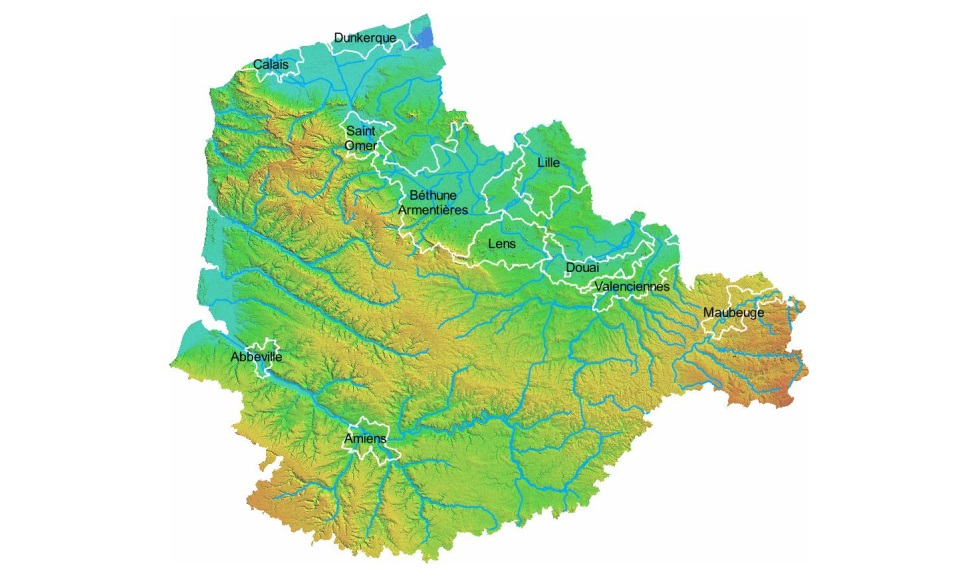 Dunkerque
Calais
Saint
Omer
Lille
Béthune
Armentières
Lens
Douai
Valenciennes
Maubeuge
Abbeville
Amiens